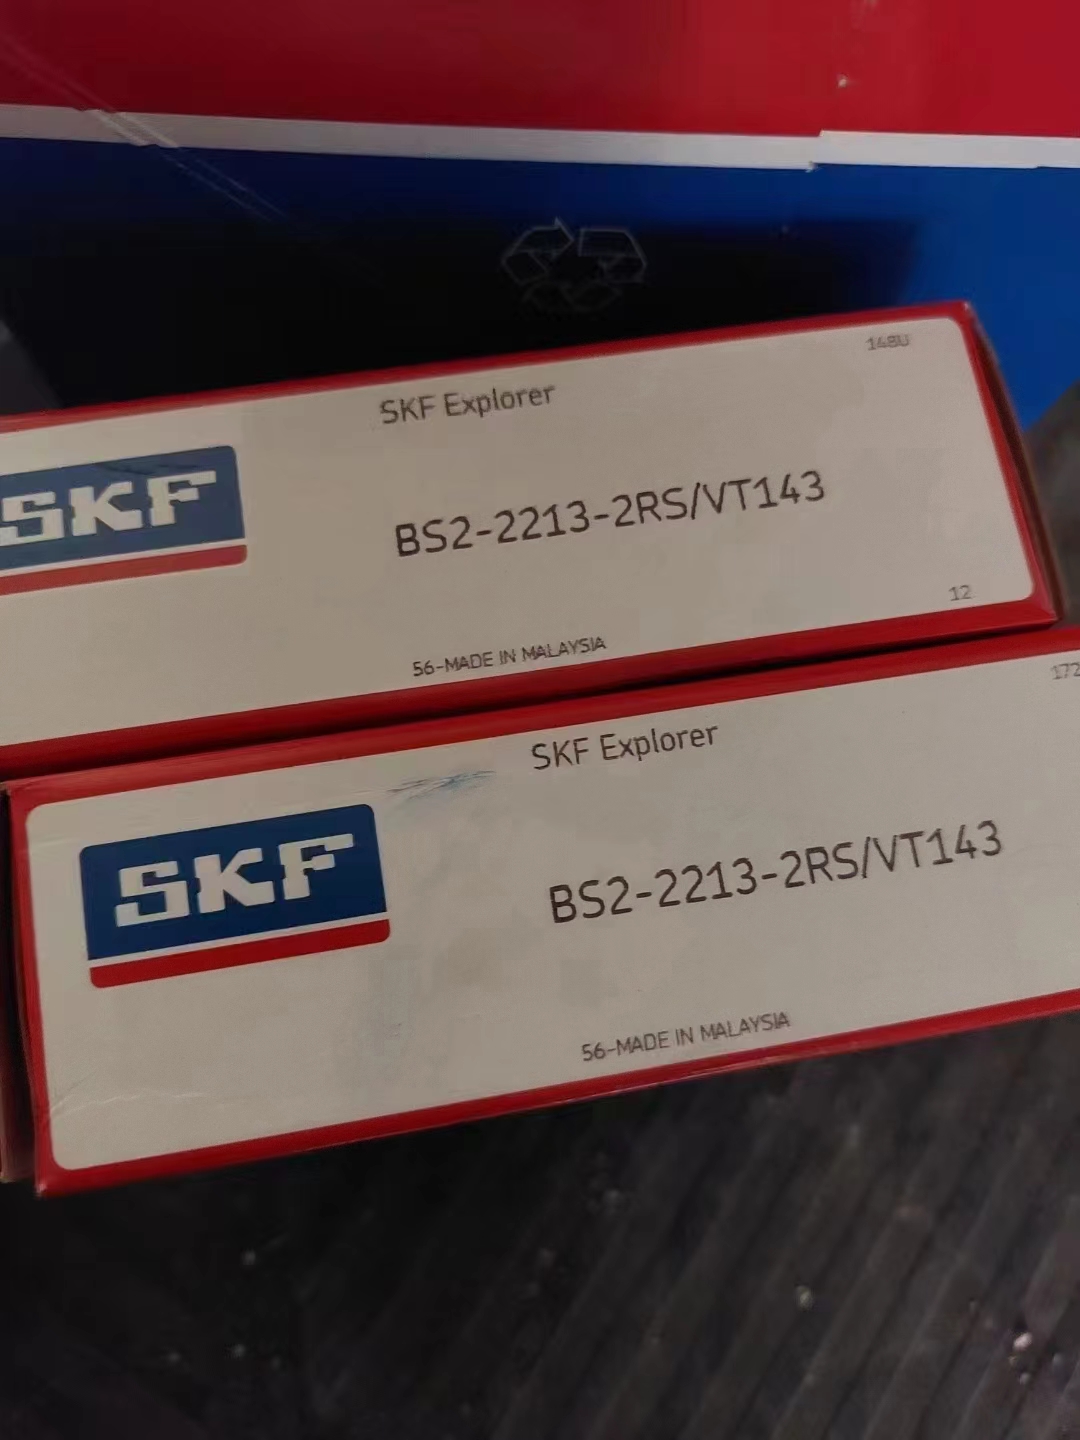 148U
SKF Explorer
SKF
BS2-2213-2RS/VT143
12
56-MADE IN MALAYSIA
172
SKF Explorer
SKF
BS2-2213-2RS/VT143
56-MADE IN MALAYSIA